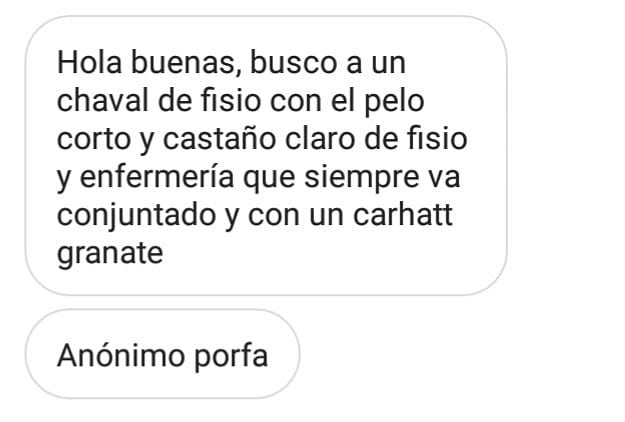 Hola buenas, busco a un
chaval de fisio con el pelo
corto y castaño claro de fisio
y enfermería que siempre va
conjuntado y con un carhatt
granate
Anónimo porfa